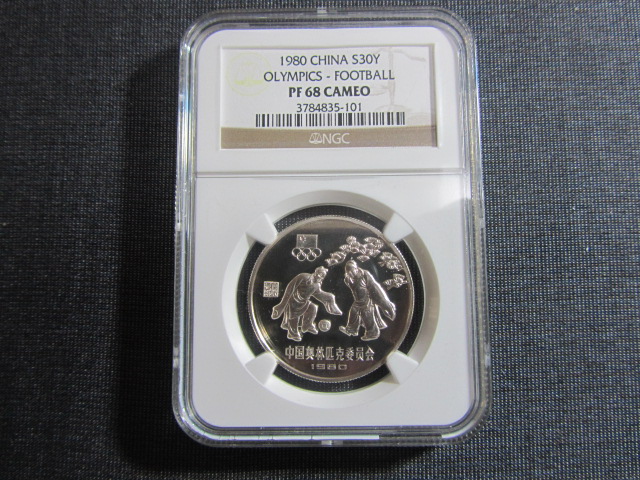 1980 CHINA S30Y
OLYMPICS - FOOTBALL
PF 68 CAMEO
3784835-101
NGC
中国奥林匹克委员会
1980